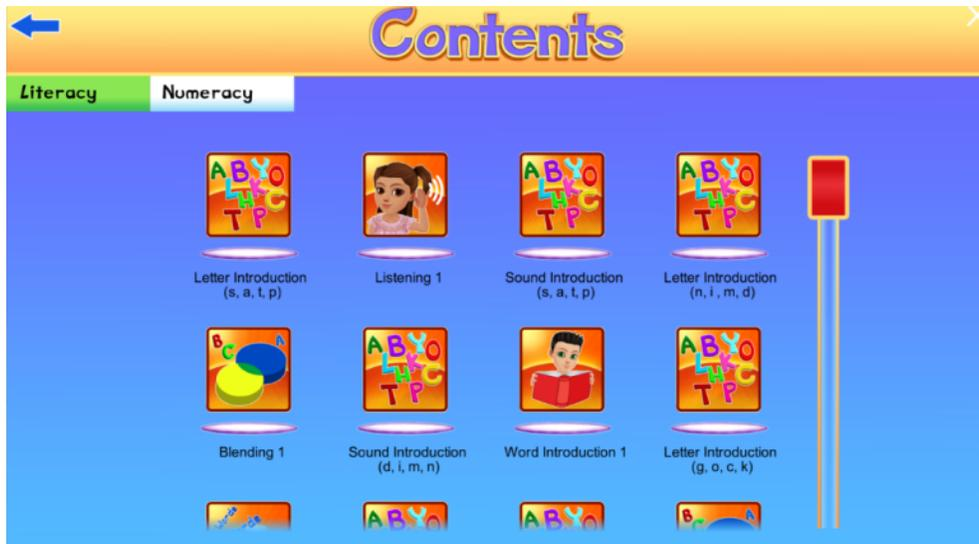 Contents
Literacy
Numeracy
Letter Introduction
(s, a, t, p)
Listening 1
Sound Introduction
(s, a, t, p)
Letter Introduction
(n, i , m, d)
Blending 1
Sound Introduction
(d, i, m, n)
Word Introduction 1
Letter Introduction
(g, o, c, k)